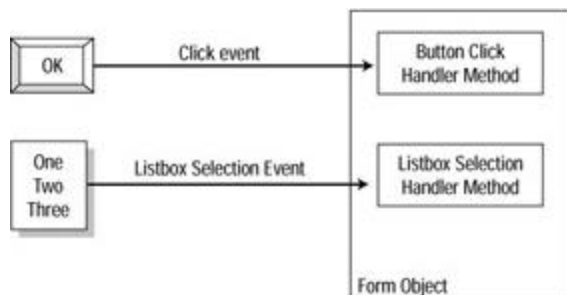 OK
Click event
Button Click
Handler Method
One
Two
Three
Listbox Selection Event
Listbox Selection
Handler Method
Form Object